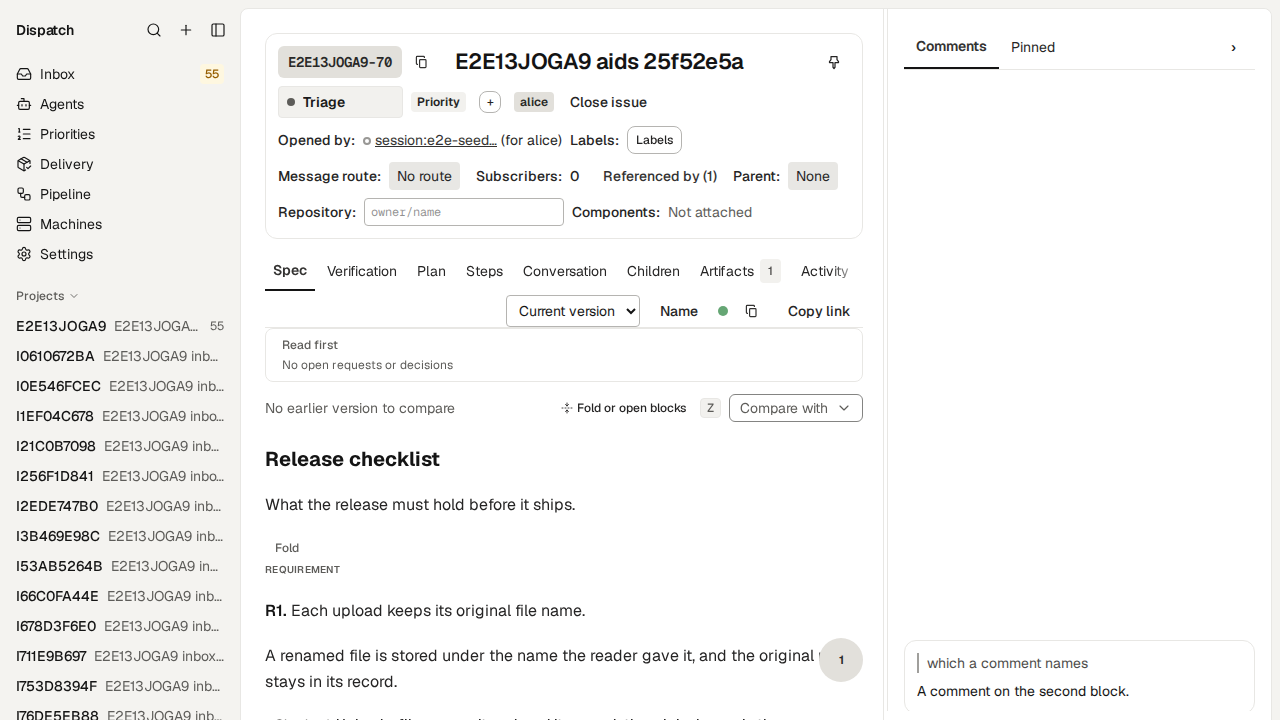 Dispatch
Inbox 55
Agents
Priorities
Delivery
Pipeline
Machines
Settings
Projects
E2E13JOGA9 E2E13JOGA... 55
I0610672BA E2E13JOGA9 inb...
I0E546FCEC E2E13JOGA9 inb...
I1EF04C678 E2E13JOGA9 inbo...
I21C0B7098 E2E13JOGA9 inb...
I256F1D841 E2E13JOGA9 inbo...
I2EDE747B0 E2E13JOGA9 inb...
I3B469E98C E2E13JOGA9 inb...
I53AB5264B E2E13JOGA9 in...
I66C0FA44E E2E13JOGA9 inb...
I678D3F6E0 E2E13JOGA9 inb...
I711E9B697 E2E13JOGA9 inbox...
I753D8394F E2E13JOGA9 inb...
I76DE5EB88 E2E13JOGA9 inb...
E2E13JOGA9-70 E2E13JOGA9 aids 25f52e5a
Triage Priority + alice Close issue
Opened by: session:e2e-seed... (for alice) Labels: Labels
Message route: No route Subscribers: 0 Referenced by (1) Parent: None
Repository: owner/name Components: Not attached
Spec Verification Plan Steps Conversation Children Artifacts 1 Activity
Current version Name Copy link
Read first
No open requests or decisions
No earlier version to compare Fold or open blocks Z Compare with
Release checklist
What the release must hold before it ships.
Fold
REQUIREMENT
R1. Each upload keeps its original file name.
A renamed file is stored under the name the reader gave it, and the original
stays in its record.
1
Comments Pinned ›
which a comment names
A comment on the second block.